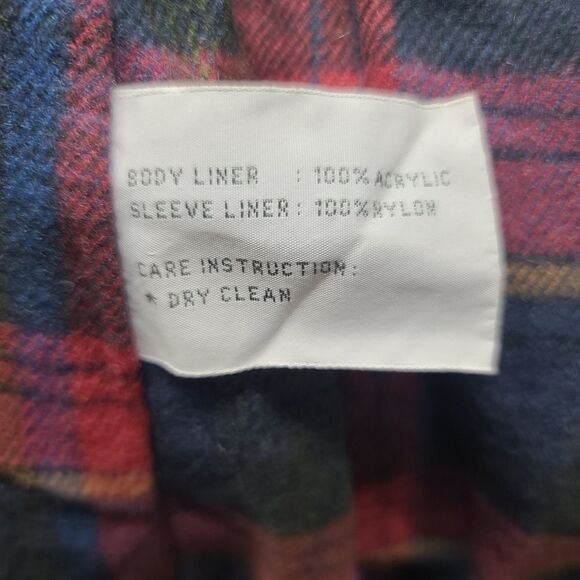 BODY LINER : 100% ACRYLIC
SLEEVE LINER: 100% NYLON
CARE INSTRUCTION:
* DRY CLEAN